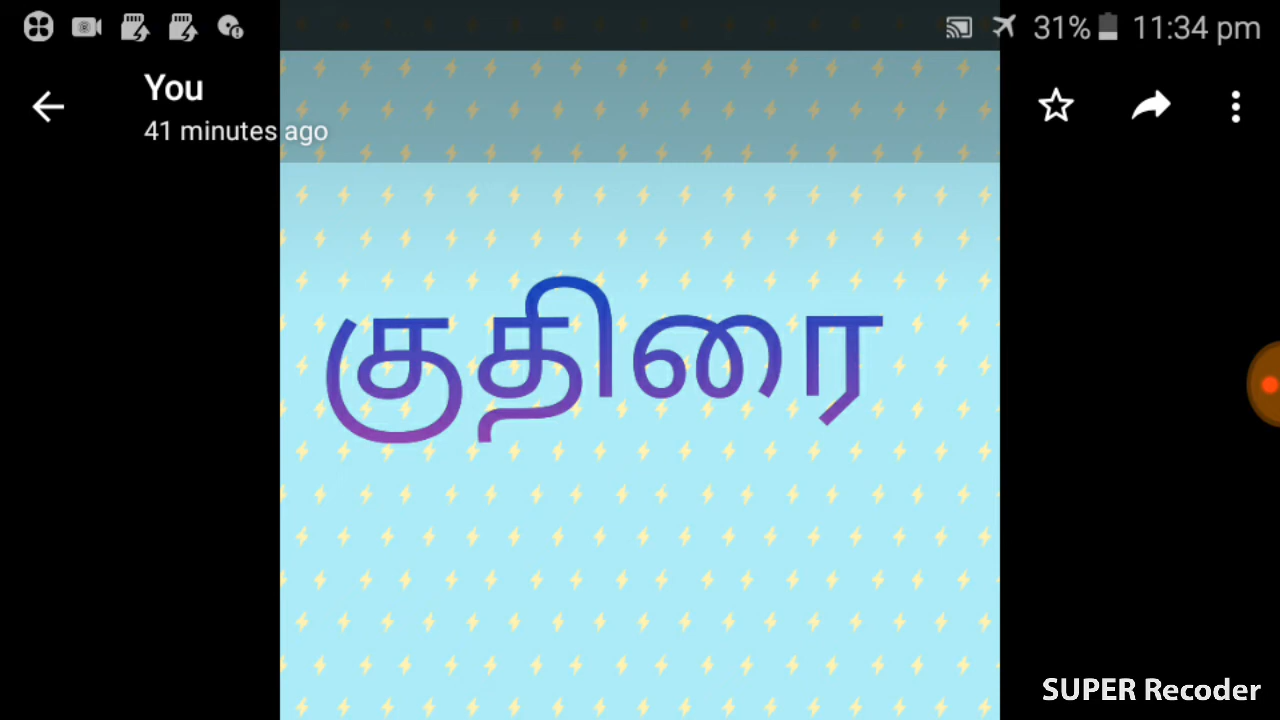 31% 11:34 pm
You
41 minutes ago
குதிரை
SUPER Recoder